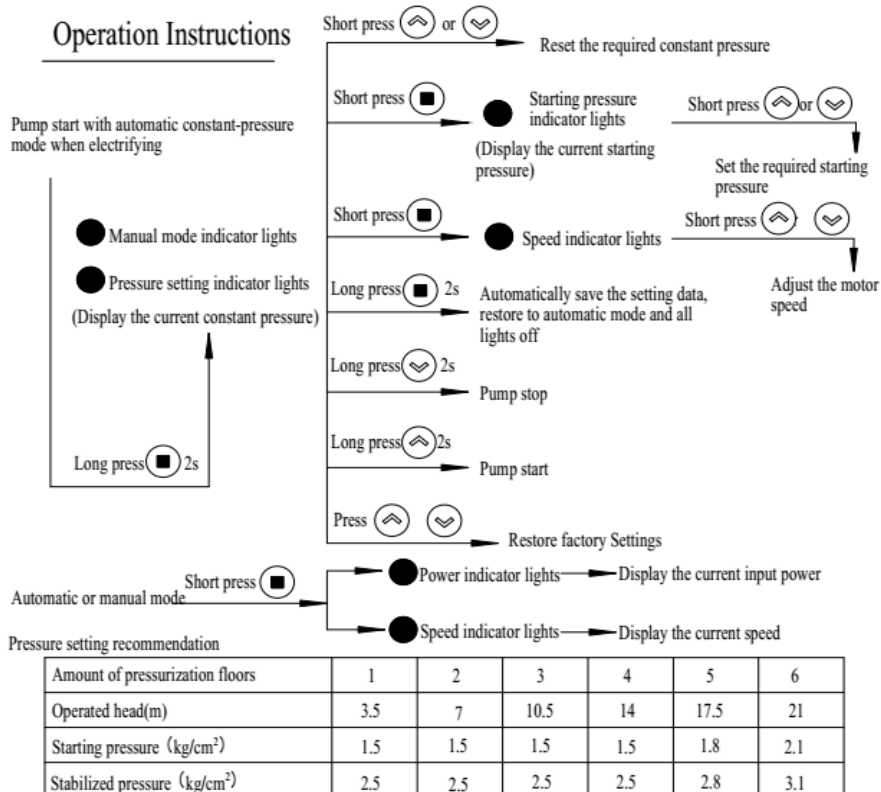 Operation Instructions
Short press or
Reset the required constant pressure
Pump start with automatic constant-pressure
mode when electrifying
Short press
Starting pressure
indicator lights
(Display the current starting
pressure)
Short press or
Set the required starting
pressure
Manual mode indicator lights
Pressure setting indicator lights
(Display the current constant pressure)
Long press 2s
Short press
Speed indicator lights
Short press
Adjust the motor
speed
Long press 2s
Automatically save the setting data,
restore to automatic mode and all
lights off
Long press 2s
Pump stop
Long press 2s
Pump start
Press
Restore factory Settings
Automatic or manual mode
Short press
Power indicator lights
Display the current input power
Speed indicator lights
Display the current speed
Pressure setting recommendation
Amount of pressurization floors 1 2 3 4 5 6
Operated head(m) 3.5 7 10.5 14 17.5 21
Starting pressure (kg/cm²) 1.5 1.5 1.5 1.5 1.8 2.1
Stabilized pressure (kg/cm²) 2.5 2.5 2.5 2.5 2.8 3.1